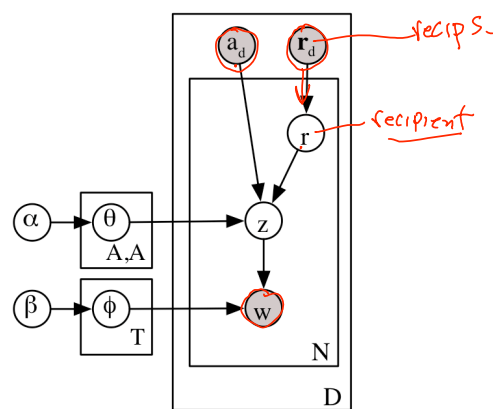 a_d r_d recips
r recipient
α θ z
A,A
β ϕ w
T N
D